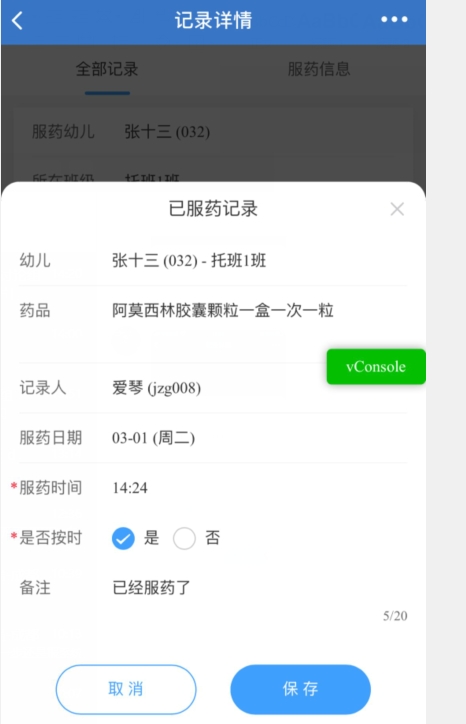 记录详情
全部记录 服药信息
服药幼儿 张十三 (032)
所在班级 托班1班
已服药记录
幼儿 张十三 (032) - 托班1班
药品 阿莫西林胶囊颗粒一盒一次一粒
vConsole
记录人 爱琴 (jzg008)
服药日期 03-01 (周二)
*服药时间 14:24
*是否按时 是 否
备注 已经服药了
5/20
取消 保存